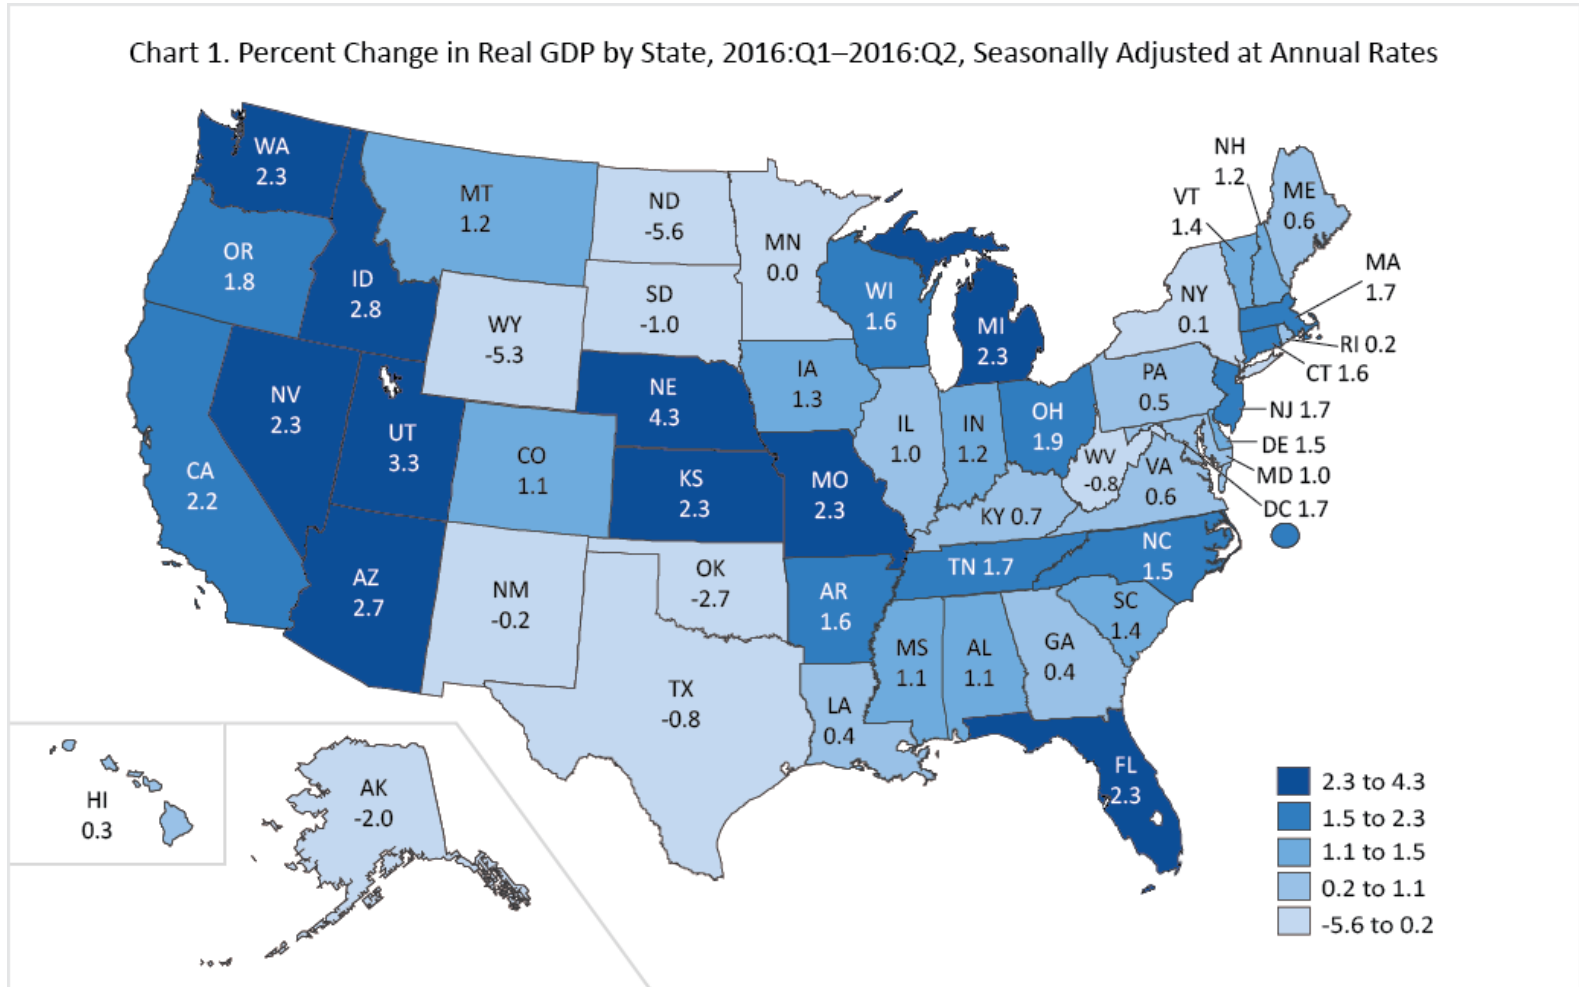 Chart 1. Percent Change in Real GDP by State, 2016:Q1–2016:Q2, Seasonally Adjusted at Annual Rates
WA
2.3
OR
1.8
CA
2.2
ID
2.8
NV
2.3
MT
1.2
WY
-5.3
UT
3.3
AZ
2.7
CO
1.1
NM
-0.2
ND
-5.6
SD
-1.0
NE
4.3
KS
2.3
OK
-2.7
TX
-0.8
MN
0.0
IA
1.3
MO
2.3
AR
1.6
LA
0.4
WI
1.6
IL
1.0
MI
2.3
IN
1.2
OH
1.9
KY 0.7
TN 1.7
MS
1.1
AL
1.1
GA
0.4
FL
2.3
SC
1.4
NC
1.5
VA
0.6
WV
-0.8
PA
0.5
NY
0.1
VT
1.4
NH
1.2
ME
0.6
MA
1.7
RI 0.2
CT 1.6
NJ 1.7
DE 1.5
MD 1.0
DC 1.7
HI
0.3
AK
-2.0
2.3 to 4.3
1.5 to 2.3
1.1 to 1.5
0.2 to 1.1
-5.6 to 0.2